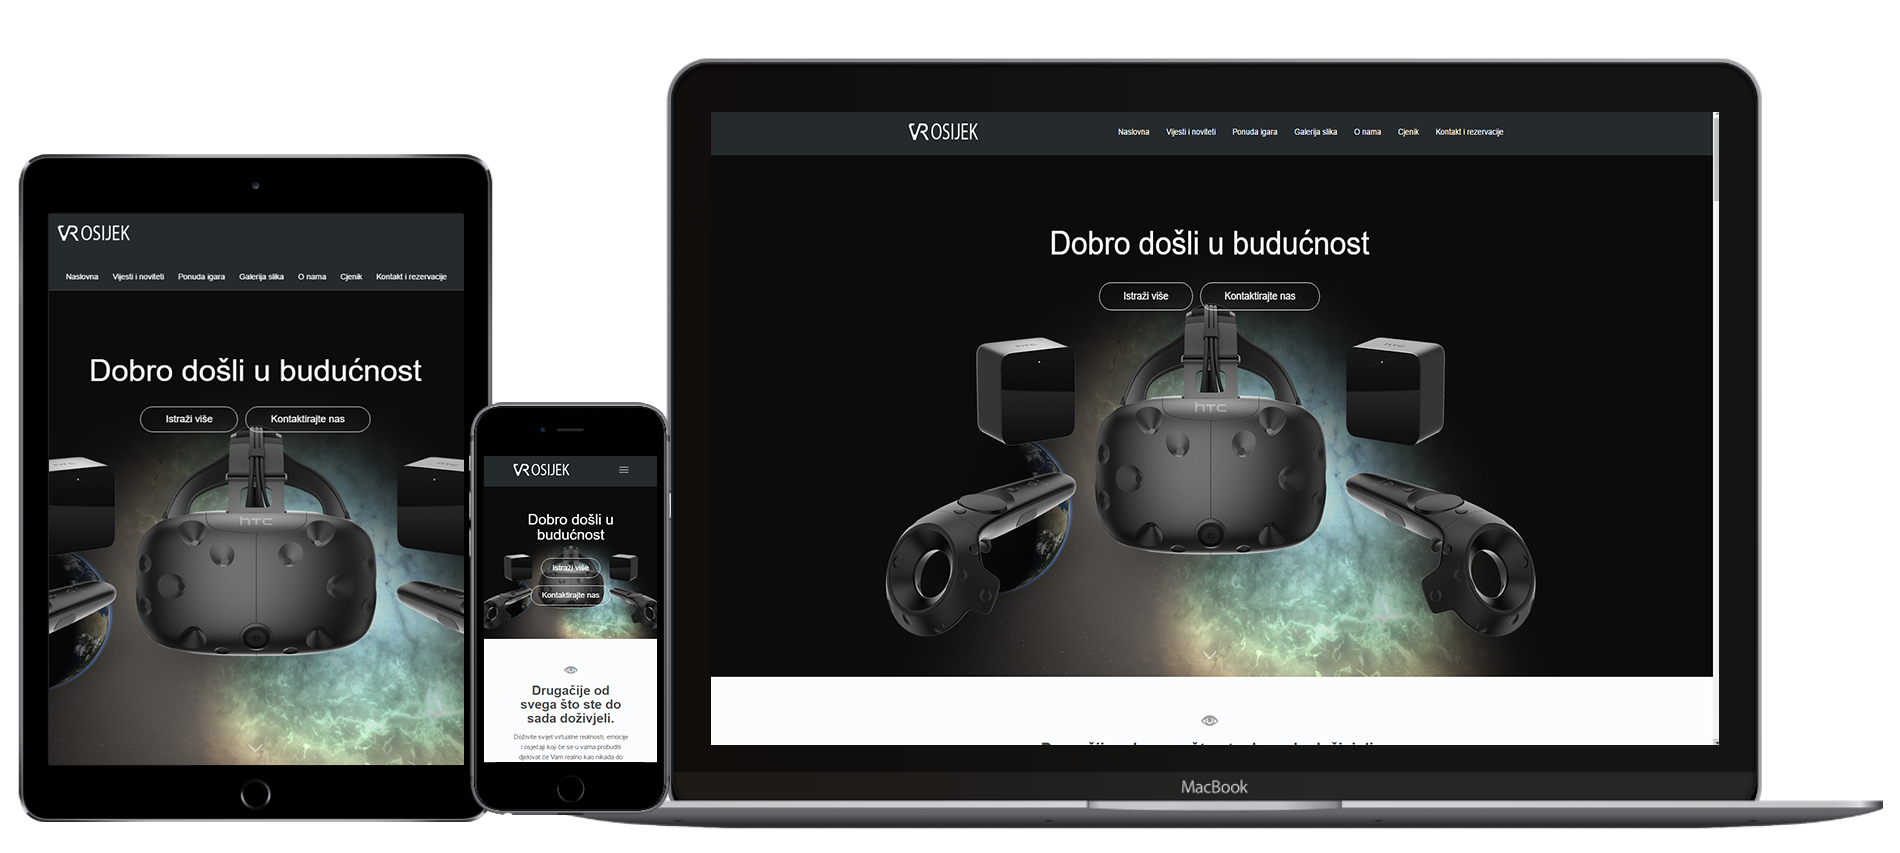 VR OSIJEK
Naslovna Vijesti i noviteti Ponuda igara Galerija slika O nama Cjenik Kontakt i rezervacije
Dobro došli u budućnost
Istraži više Kontaktirajte nas
htc
htc
VR OSIJEK
Dobro došli u
budućnost
Istraži više
Kontaktirajte nas
Drugačije od
svega što ste do
sada doživjeli.
Doživite svijet virtualne realnosti, emocije
i osjećaji koji će se u vama probuditi
djelovat će Vam realno kao nikada do
VR OSIJEK
Naslovna Vijesti i noviteti Ponuda igara Galerija slika O nama Cjenik Kontakt i rezervacije
Dobro došli u budućnost
Istraži više Kontaktirajte nas
htc
htc
htc
MacBook